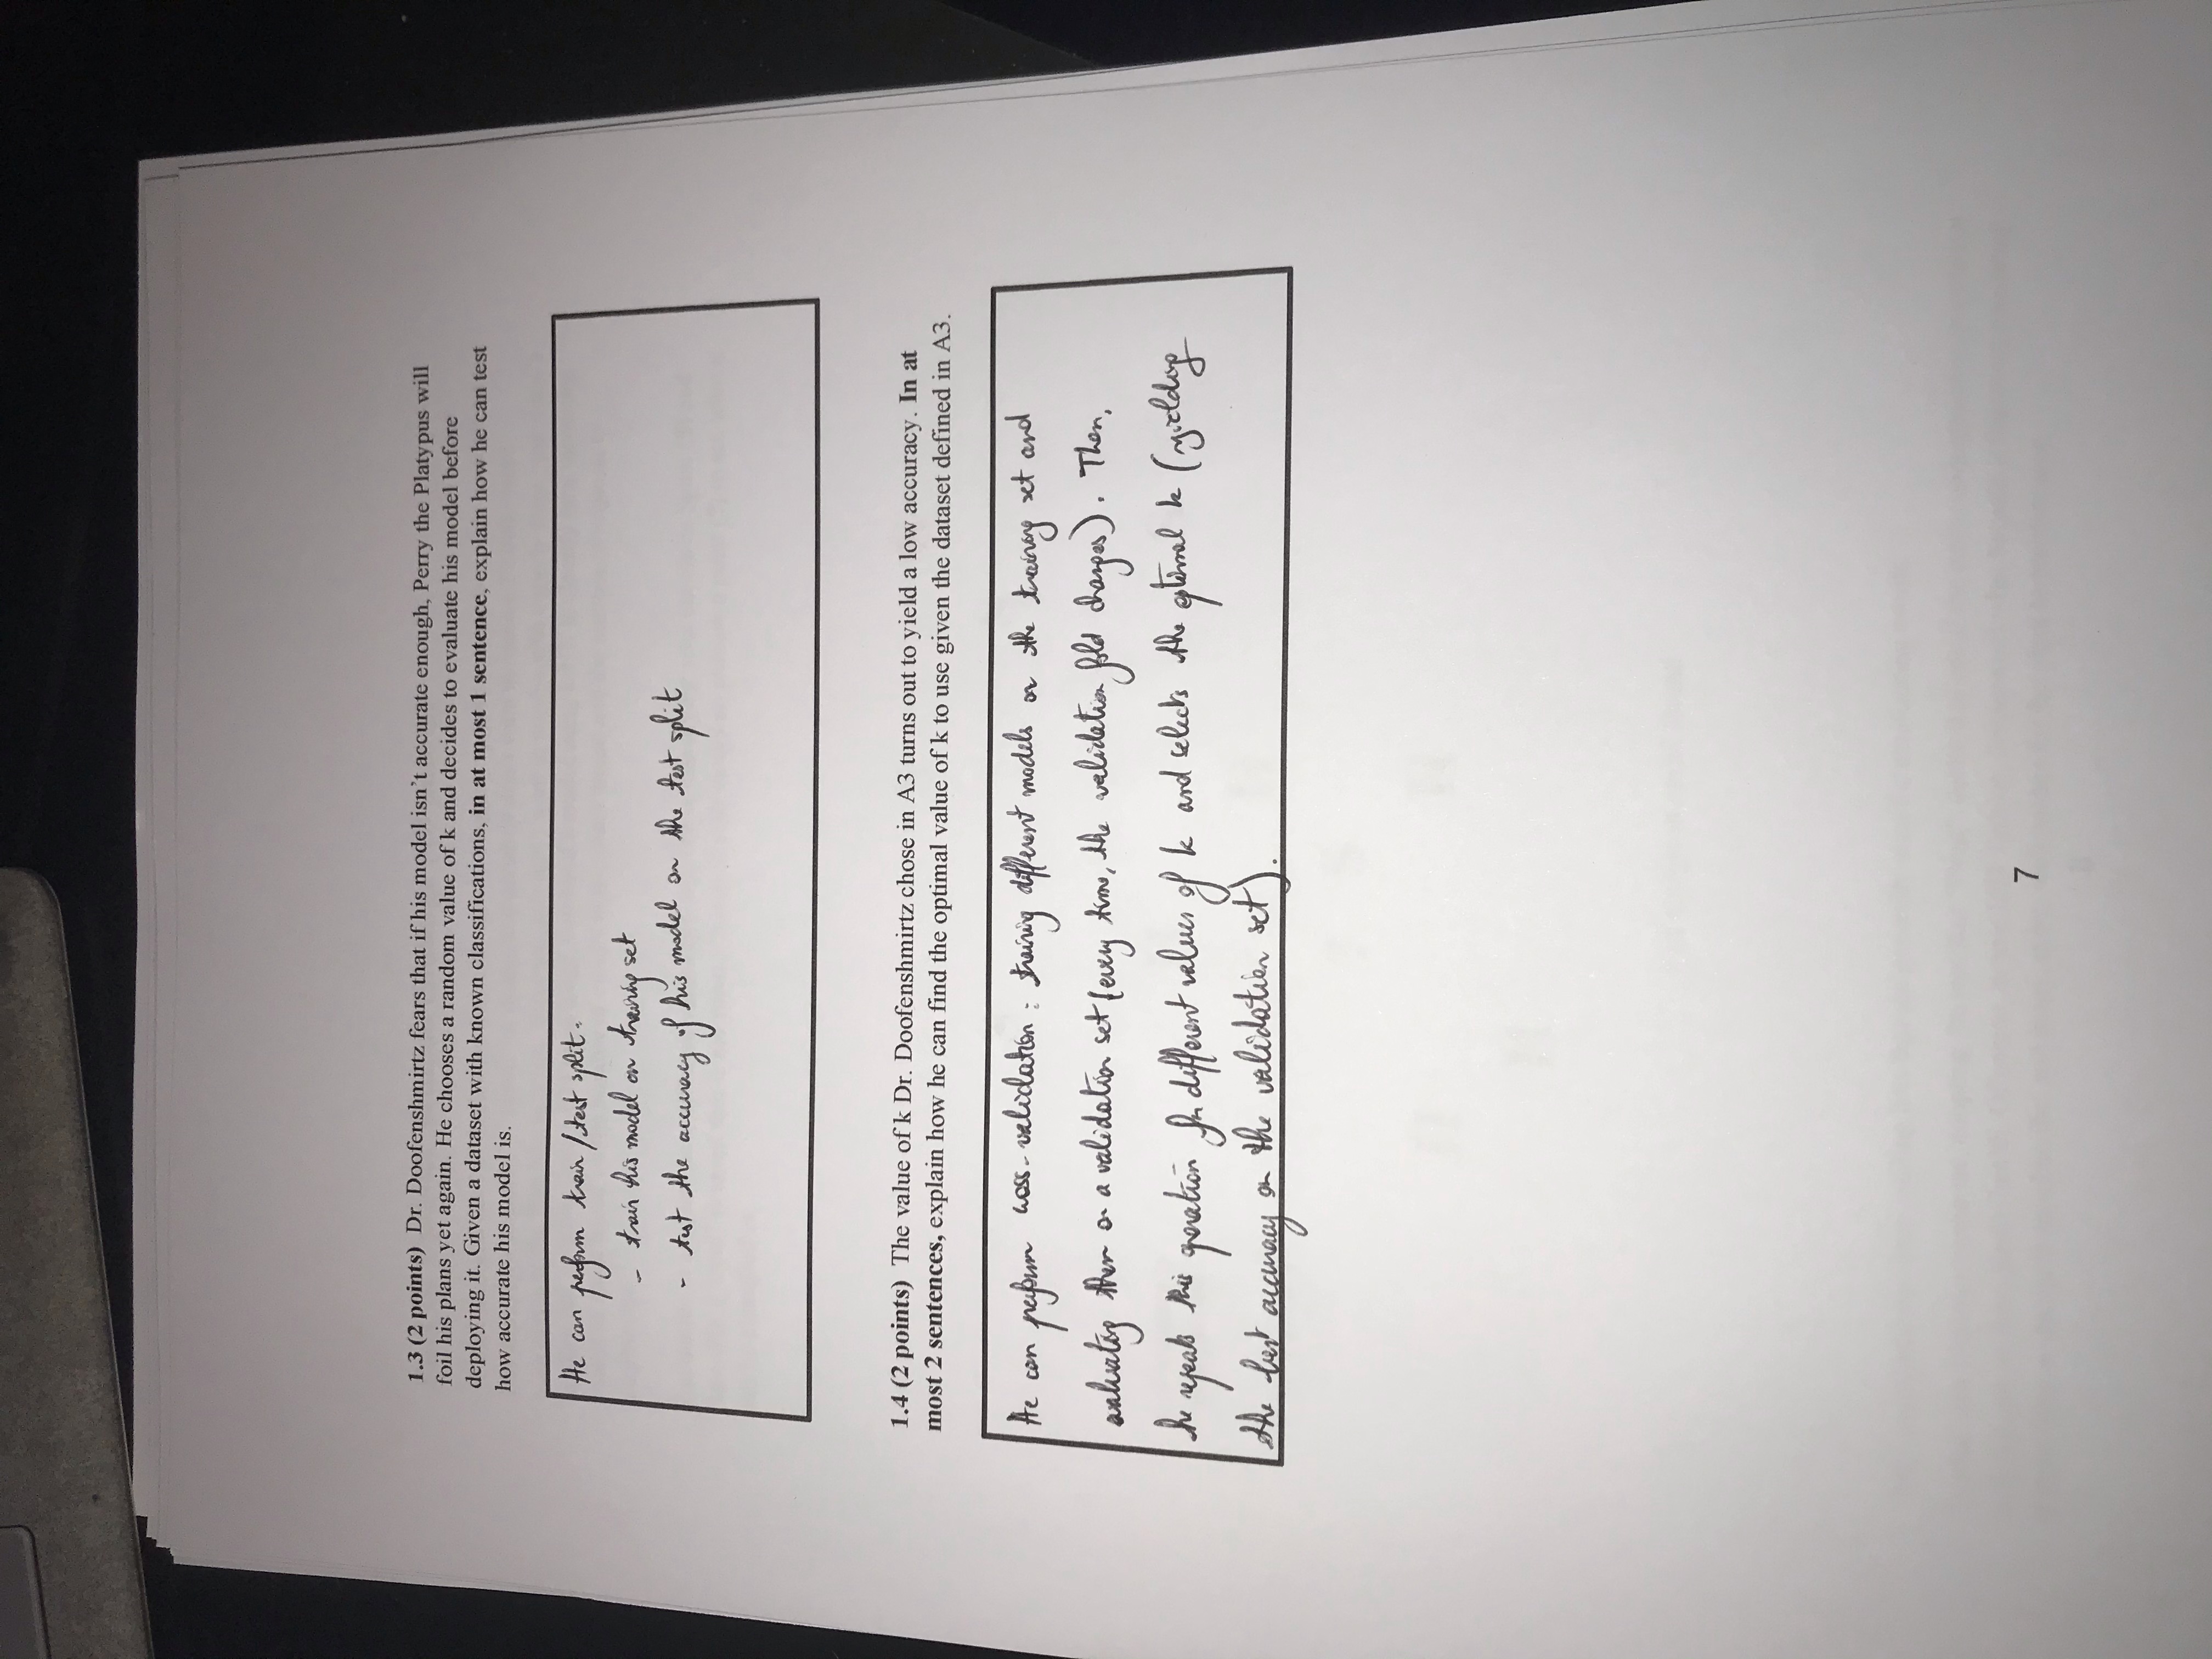 1.3 (2 points) Dr. Doofenshmirtz fears that if his model isn't accurate enough, Perry the Platypus will
foil his plans yet again. He chooses a random value of k and decides to evaluate his model before
deploying it. Given a dataset with known classifications, in at most 1 sentence, explain how he can test
how accurate his model is.
He can perform train/test split.
- train his model on training set
- test the accuracy of his model on the test split
1.4 (2 points) The value of k Dr. Doofenshmirtz chose in A3 turns out to yield a low accuracy. In at
most 2 sentences, explain how he can find the optimal value of k to use given the dataset defined in A3.
He can perform cross-validation: training different models on the training set and
evaluating them on a validation set (every time, the validation fold changes). Then,
he repeats this operation for different values of k and selects the optimal k (yielding
the best accuracy on the validation set).
7